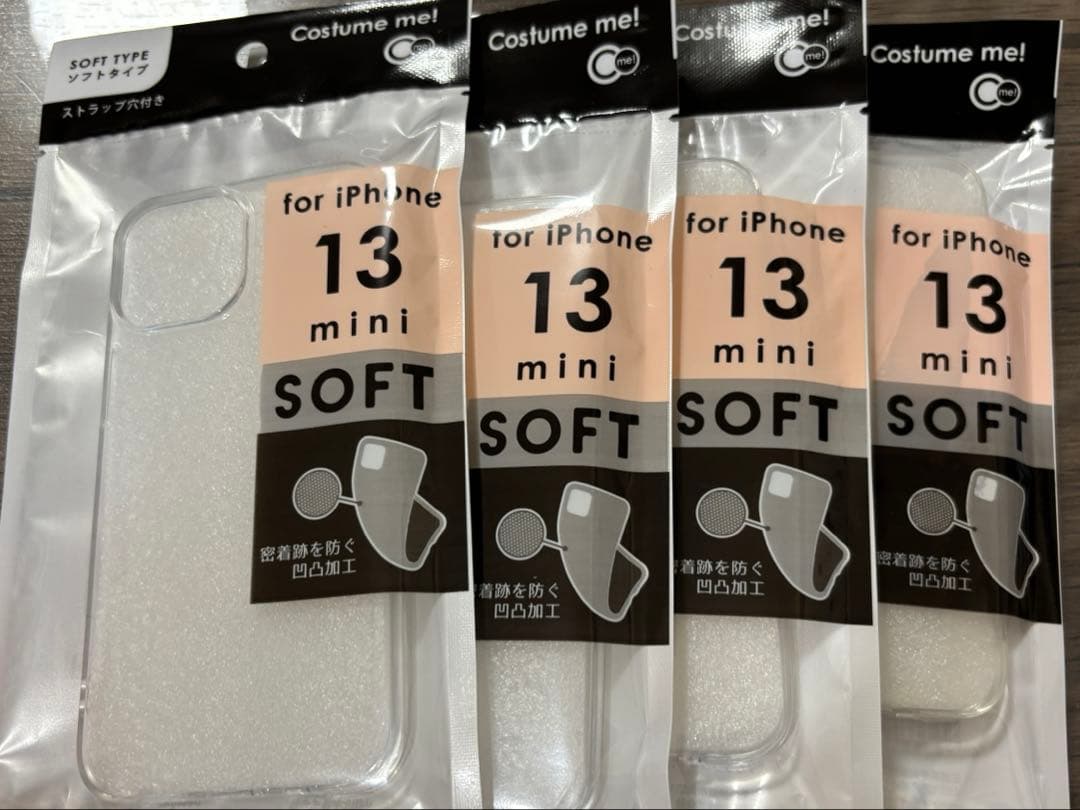 SOFT TYPE
ソフトタイプ
ストラップ穴付き
Costume me!
me!
for iPhone
13
mini
SOFT
密着跡を防ぐ
凹凸加工
Costume me!
me!
for iPhone
13
mini
SOFT
着跡を防ぐ
凹凸加工
Costume me!
me!
for iPhone
13
mini
SOFT
着跡を防ぐ
凹凸加工
Costume me!
me!
for iPhone
13
mini
SOFT
密着跡を防ぐ
凹凸加工